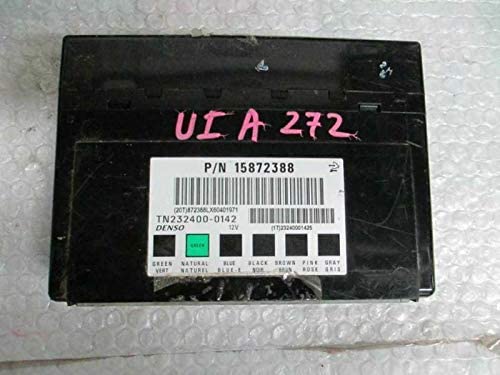 UI A 272
P/N 15872388
(20T)872388LX60401971
TN232400-0142
DENSO 12V (1T)23240001425
GREEN
GREEN NATURAL BLUE BLACK BROWN PINK GRAY
VERT NATUREL BLUE-E NOR BRUN ROSE GRIS